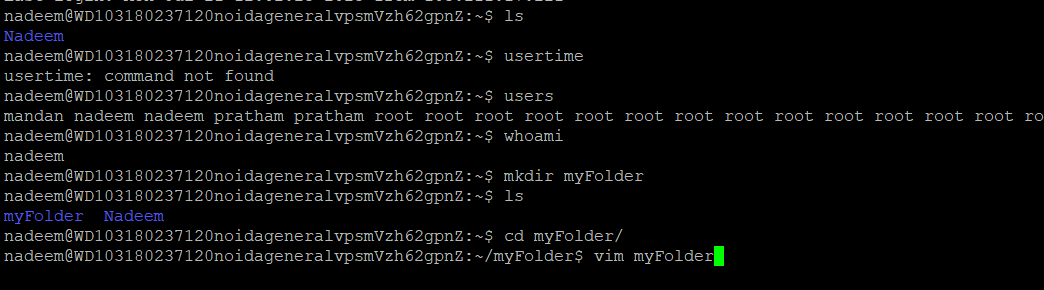 nadeem@WD103180237120noidageneralvpsmVzh62gpnZ:~$ ls
Nadeem
nadeem@WD103180237120noidageneralvpsmVzh62gpnZ:~$ usertime
usertime: command not found
nadeem@WD103180237120noidageneralvpsmVzh62gpnZ:~$ users
mandan nadeem nadeem pratham pratham root root root root root root root root root root root root root ro
nadeem@WD103180237120noidageneralvpsmVzh62gpnZ:~$ whoami
nadeem
nadeem@WD103180237120noidageneralvpsmVzh62gpnZ:~$ mkdir myFolder
nadeem@WD103180237120noidageneralvpsmVzh62gpnZ:~$ ls
myFolder  Nadeem
nadeem@WD103180237120noidageneralvpsmVzh62gpnZ:~$ cd myFolder/
nadeem@WD103180237120noidageneralvpsmVzh62gpnZ:~/myFolder$ vim myFolder